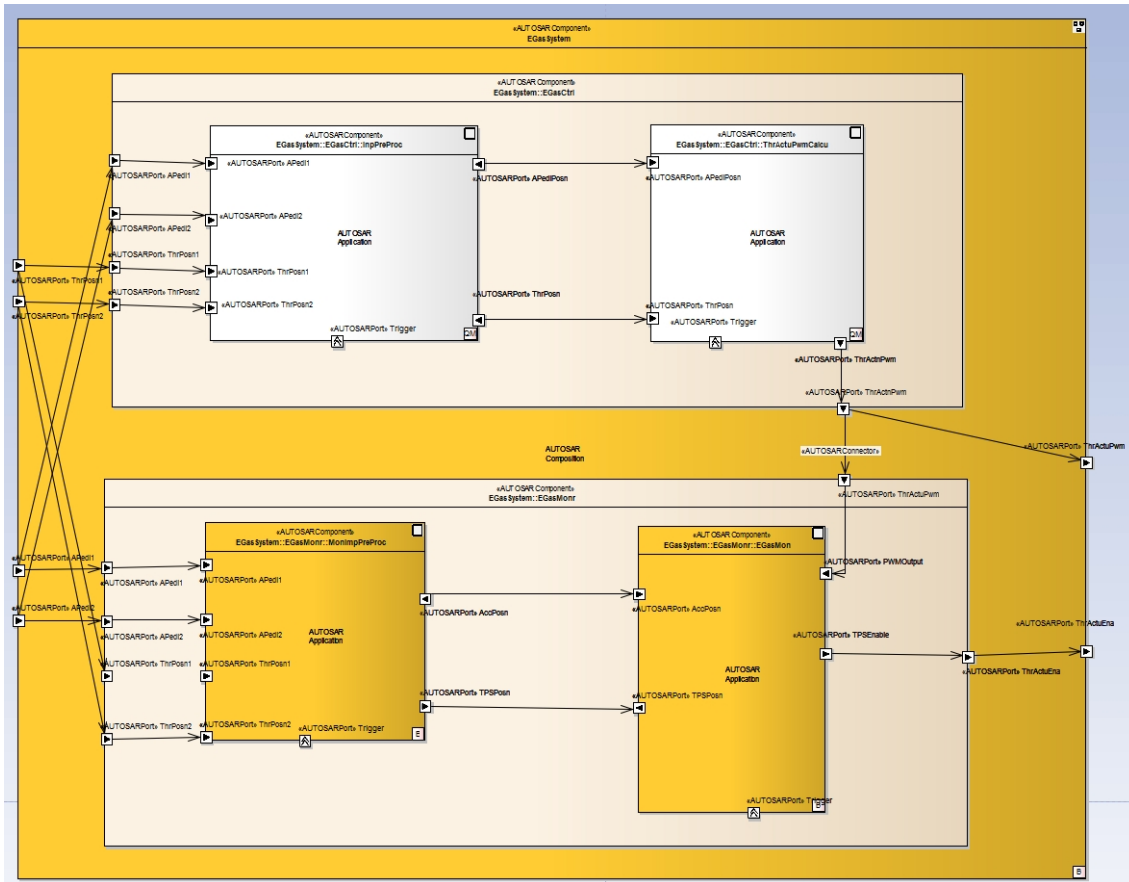 «AUTOSAR Component»
EGasSystem
«AUTOSAR Component»
EGasSystem::EGasCtrl
«AUTOSARComponent»
EGasSystem::EGasCtrl::InpPreProc
«AUTOSARComponent»
EGasSystem::EGasCtrl::ThrActuPwmCalcu
«AUTOSARPort» APedl1
«AUTOSARPort» APedl1
«AUTOSARPort» APedlPosn
«AUTOSARPort» APedlPosn
«AUTOSARPort» APedl2
«AUTOSARPort» APedl2
AUTOSAR
Application
AUTOSAR
Application
«AUTOSARPort» ThrPosn1
«AUTOSARPort» ThrPosn1
«AUTOSARPort» ThrPosn1
«AUTOSARPort» ThrPosn2
«AUTOSARPort» ThrPosn2
«AUTOSARPort» ThrPosn2
«AUTOSARPort» ThrPosn
«AUTOSARPort» ThrPosn
«AUTOSARPort» Trigger
QM
«AUTOSARPort» Trigger
QM
«AUTOSARPort» ThrActnPwm
«AUTOSARPort» ThrActnPwm
AUTOSAR
Composition
«AUTOSARConnector»
«AUTOSARPort» ThrActuPwm
«AUTOSAR Component»
EGasSystem::EGasMonr
«AUTOSARPort» ThrActuPwm
«AUTOSARComponent»
EGasSystem::EGasMonr::MonImpPreProc
«AUTOSAR Component»
EGasSystem::EGasMonr::EGasMon
«AUTOSARPort» APedl1
«AUTOSARPort» APedl1
«AUTOSARPort» APedl1
«AUTOSARPort» PWMOutput
«AUTOSARPort» AccPosn
«AUTOSARPort» AccPosn
«AUTOSARPort» APedl2
«AUTOSARPort» APedl2
«AUTOSARPort» APedl2
AUTOSAR
Application
«AUTOSARPort» TPSEnable
«AUTOSARPort» ThrActuEna
«AUTOSARPort» ThrActuEna
«AUTOSARPort» ThrPosn1
«AUTOSARPort» ThrPosn1
AUTOSAR
Application
«AUTOSARPort» TPSPosn
«AUTOSARPort» TPSPosn
«AUTOSARPort» ThrPosn2
«AUTOSARPort» ThrPosn2
«AUTOSARPort» Trigger
B
«AUTOSARPort» Trigger
B
B